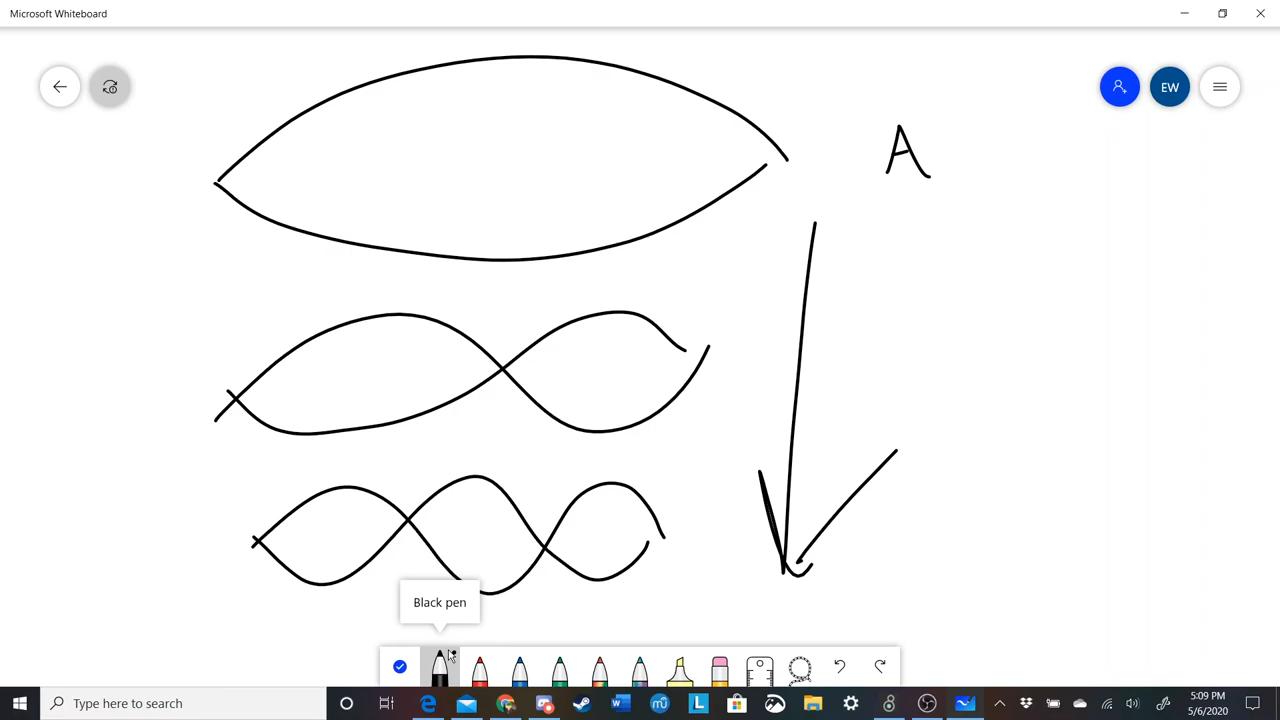 Microsoft Whiteboard
EW
A
Black pen
Type here to search
W
L
5:09 PM
5/6/2020